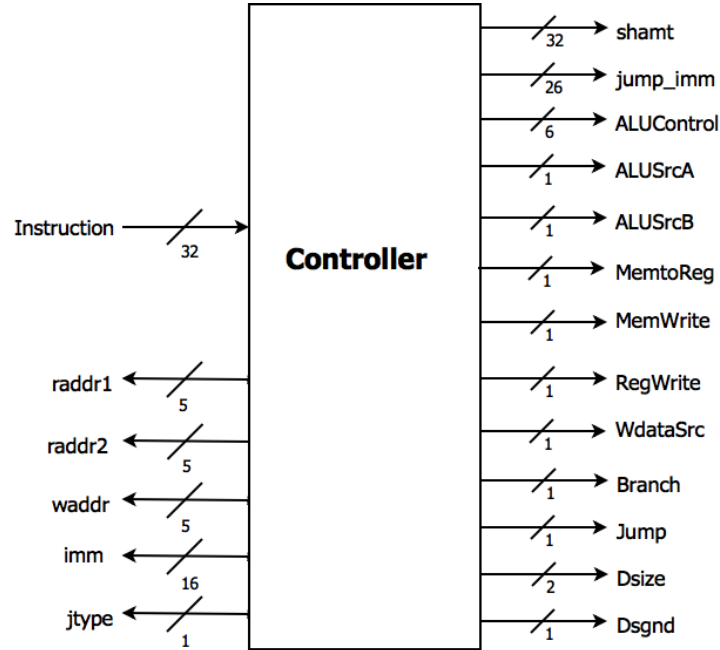 shamt
32
jump_imm
26
ALUControl
6
ALUSrcA
1
ALUSrcB
1
Instruction
32
Controller
MemtoReg
1
MemWrite
1
raddr1
5
RegWrite
1
raddr2
5
WdataSrc
1
waddr
5
Branch
1
imm
16
Jump
1
Dsize
2
jtype
1
Dsgnd
1